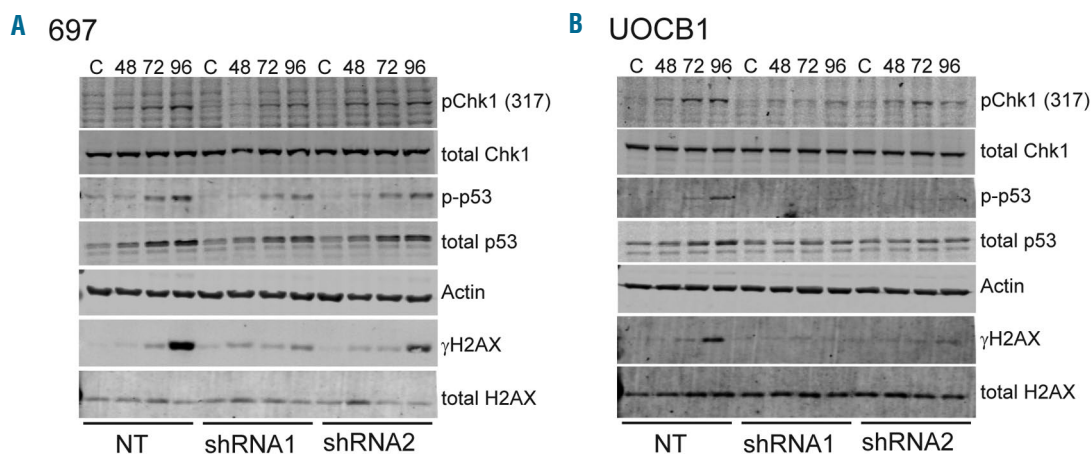 A 697
C 48 72 96 C 48 72 96 C 48 72 96
pChk1 (317)
total Chk1
p-p53
total p53
Actin
γH2AX
total H2AX
NT shRNA1 shRNA2
B UOCB1
C 48 72 96 C 48 72 96 C 48 72 96
pChk1 (317)
total Chk1
p-p53
total p53
Actin
γH2AX
total H2AX
NT shRNA1 shRNA2